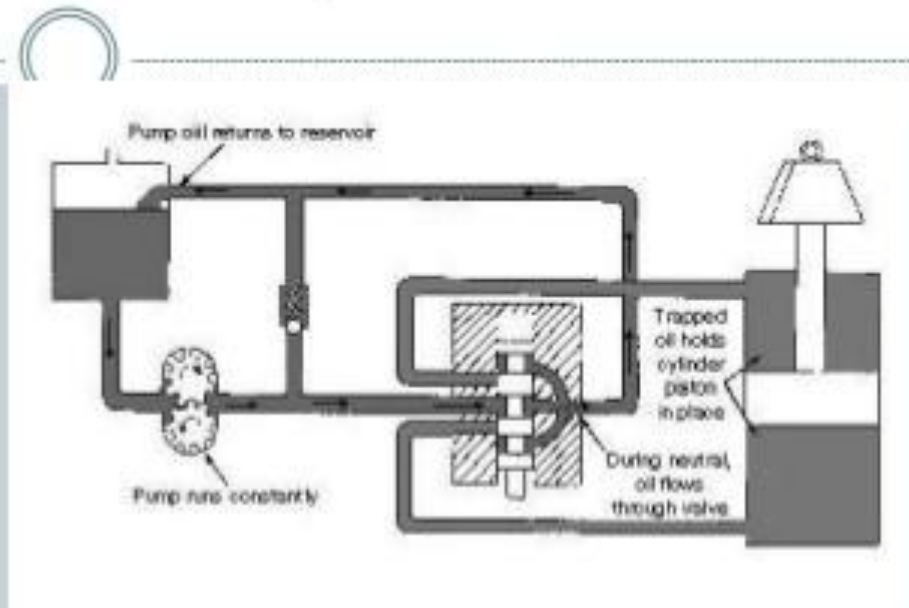 Pump oil returns to reservoir
Trapped
oil holds
cylinder
piston
in place
During neutral,
oil flows
through valve
Pump runs constantly